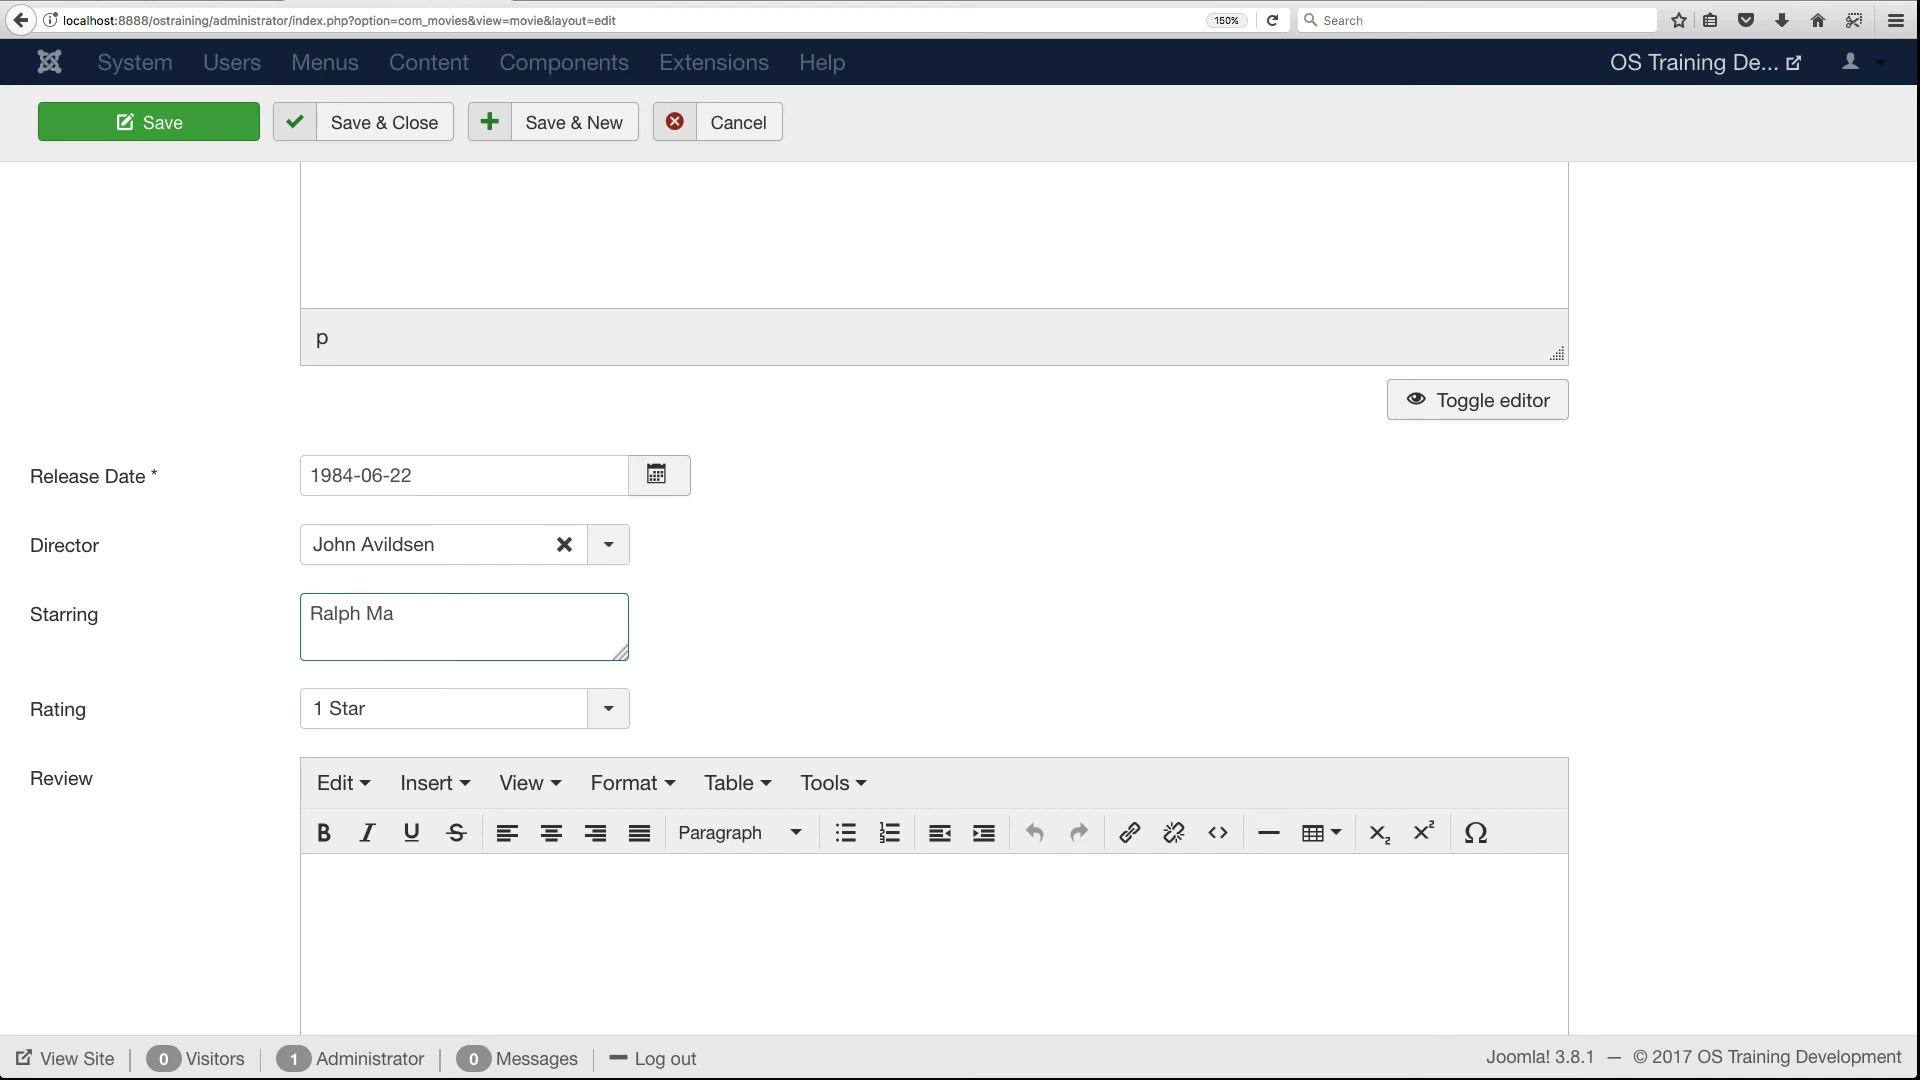 localhost:8888/ostraining/administrator/index.php?option=com_movies&view=movie&layout=edit 150% Search
System Users Menus Content Components Extensions Help OS Training De...
Save Save & Close Save & New Cancel
p
Toggle editor
Release Date * 1984-06-22
Director John Avildsen
Starring Ralph Ma
Rating 1 Star
Review Edit Insert View Format Table Tools
B I U S Paragraph X₂ X² Ω
View Site 0 Visitors 1 Administrator 0 Messages Log out Joomla! 3.8.1 — © 2017 OS Training Development